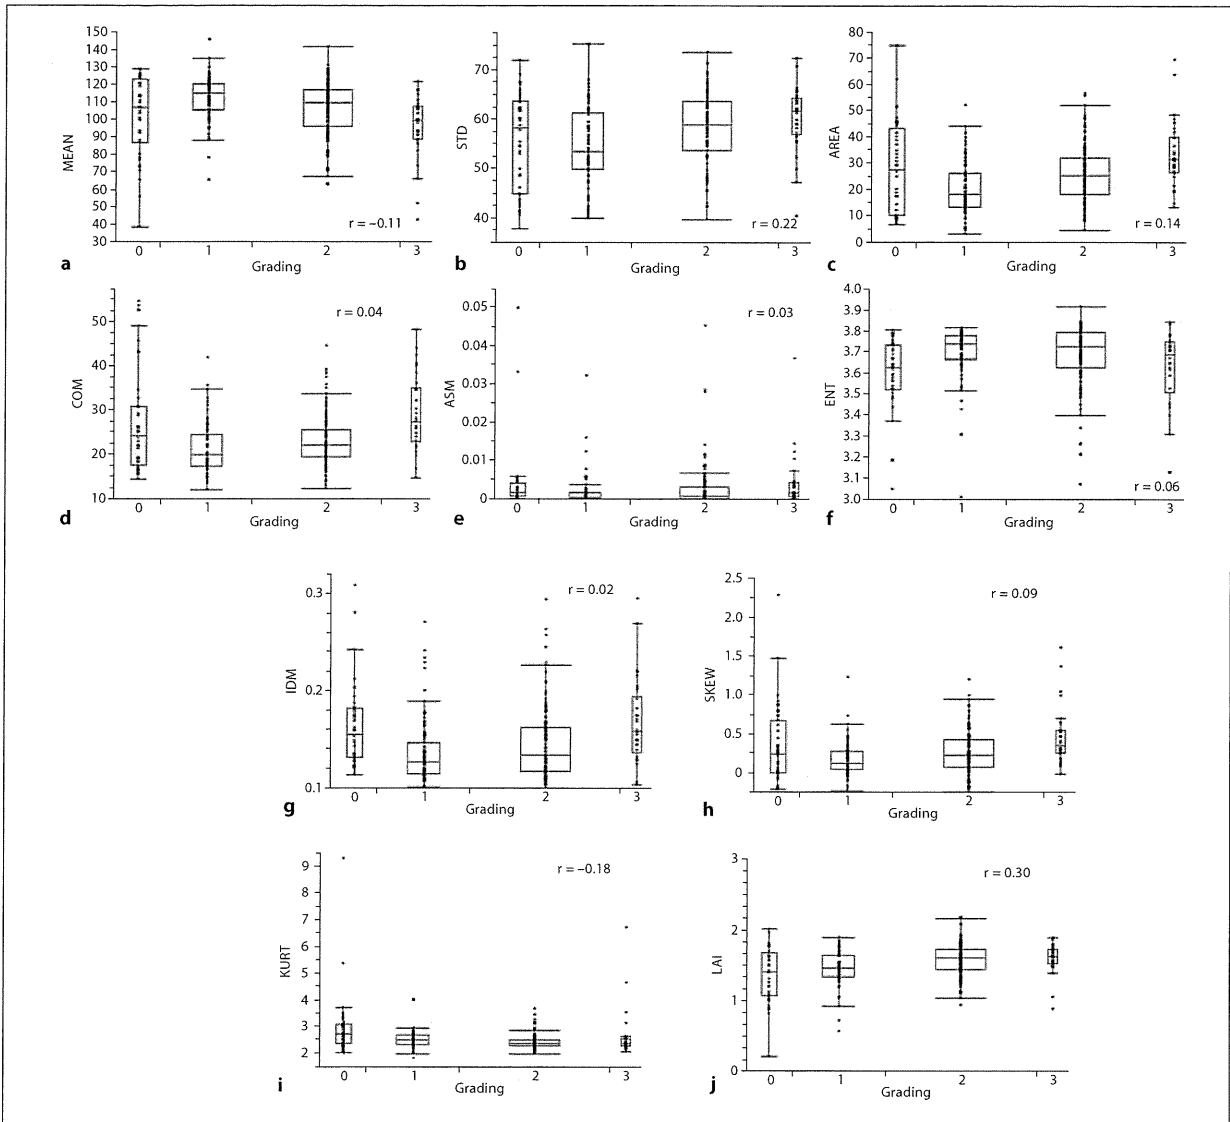 150
140
130
120
110
100
90
80
70
60
50
40
30
MEAN
r = –0.11
0 1 2 3
Grading
a
70
60
50
40
STD
r = 0.22
0 1 2 3
Grading
b
80
70
60
50
40
30
20
10
0
AREA
r = 0.14
0 1 2 3
Grading
c
50
40
30
20
10
COM
r = 0.04
0 1 2 3
Grading
d
0.05
0.04
0.03
0.02
0.01
0
ASM
r = 0.03
0 1 2 3
Grading
e
4.0
3.9
3.8
3.7
3.6
3.5
3.4
3.3
3.2
3.1
3.0
ENT
r = 0.06
0 1 2 3
Grading
f
0.3
0.2
0.1
IDM
r = 0.02
0 1 2 3
Grading
g
2.5
2.0
1.5
1.0
0.5
0
SKEW
r = 0.09
0 1 2 3
Grading
h
9
8
7
6
5
4
3
2
KURT
r = –0.18
0 1 2 3
Grading
i
3
2
1
0
LAI
r = 0.30
0 1 2 3
Grading
j